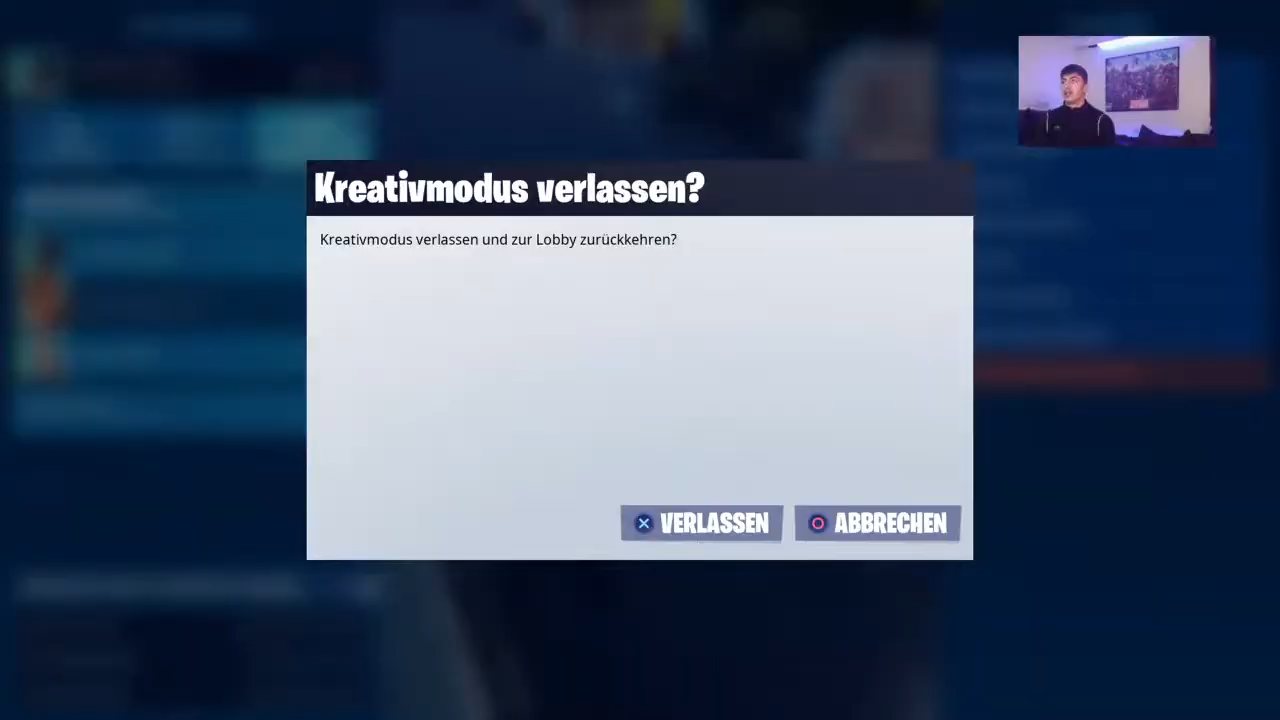 Kreativmodus verlassen?
Kreativmodus verlassen und zur Lobby zurückkehren?
VERLASSEN
ABBRECHEN